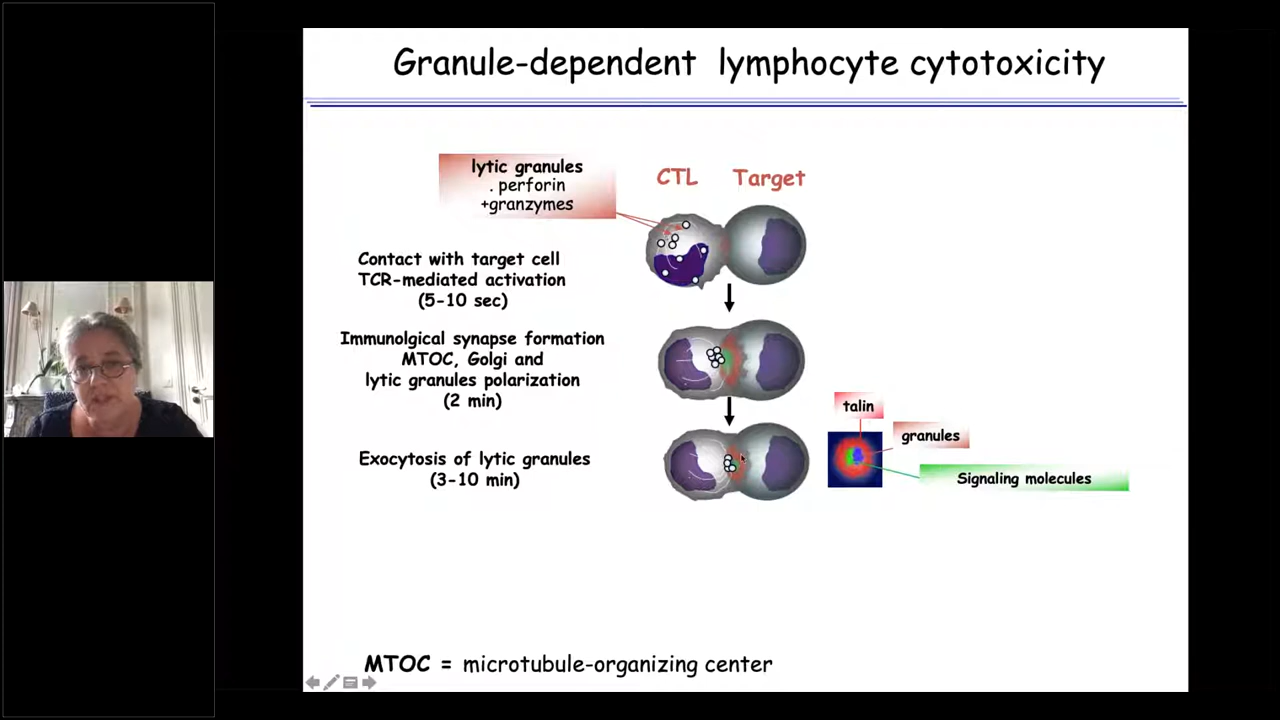 Granule-dependent lymphocyte cytotoxicity
lytic granules
. perforin
+granzymes
CTL
Target
Contact with target cell
TCR-mediated activation
(5-10 sec)
Immunolgical synapse formation
MTOC, Golgi and
lytic granules polarization
(2 min)
Exocytosis of lytic granules
(3-10 min)
talin
granules
Signaling molecules
MTOC = microtubule-organizing center